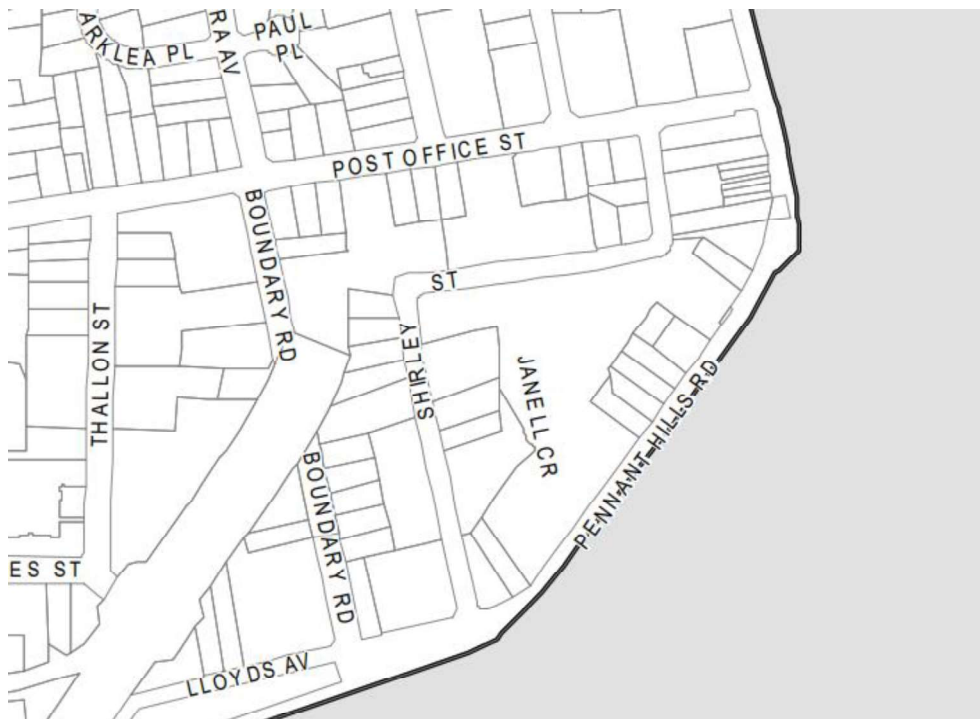 ARKLEA PL
RA AV
PAUL
PL
POST OFFICE ST
BOUNDARY RD
ST
SHIRLEY
THALLON ST
JANELL CR
PENNANT HILLS RD
BOUNDARY RD
ES ST
LLOYDS AV